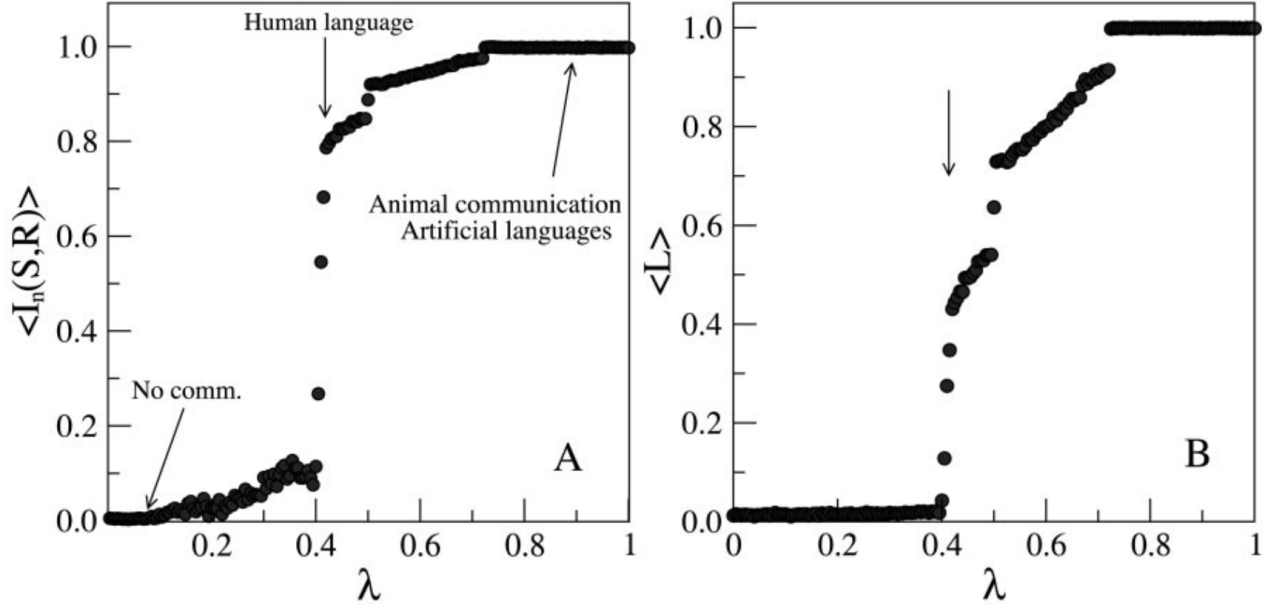 1.0
0.8
0.6
0.4
0.2
0.0
<Iₙ(S,R)>
Human language
Animal communication
Artificial languages
No comm.
A
0.2
0.4
0.6
0.8
1
λ
1.0
0.8
0.6
0.4
0.2
0.0
<L>
B
0
0.2
0.4
0.6
0.8
1
λ